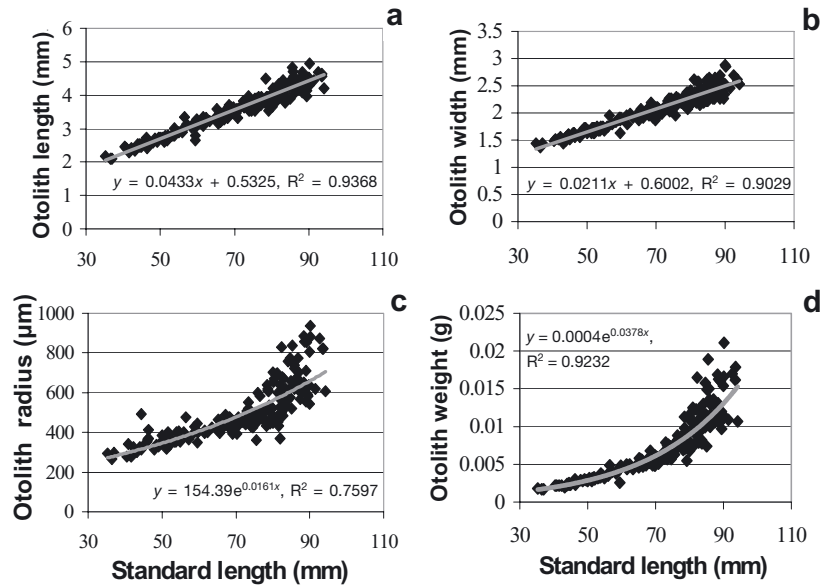 a
Otolith length (mm)
6
5
4
3
2
1
0
y = 0.0433x + 0.5325, R² = 0.9368
30 50 70 90 110
b
Otolith width (mm)
3.5
3
2.5
2
1.5
1
0.5
0
y = 0.0211x + 0.6002, R² = 0.9029
30 50 70 90 110
c
Otolith radius (µm)
1000
800
600
400
200
0
y = 154.39e^0.0161x, R² = 0.7597
30 50 70 90 110
Standard length (mm)
d
Otolith weight (g)
0.025
0.02
0.015
0.01
0.005
0
y = 0.0004e^0.0378x,
R² = 0.9232
30 50 70 90 110
Standard length (mm)